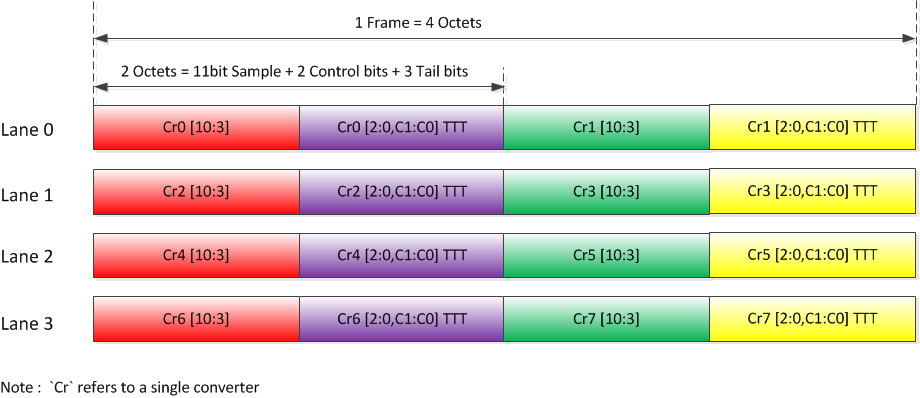 1 Frame = 4 Octets
2 Octets = 11bit Sample + 2 Control bits + 3 Tail bits
Lane 0 Cr0 [10:3] Cr0 [2:0,C1:C0] TTT Cr1 [10:3] Cr1 [2:0,C1:C0] TTT
Lane 1 Cr2 [10:3] Cr2 [2:0,C1:C0] TTT Cr3 [10:3] Cr3 [2:0,C1:C0] TTT
Lane 2 Cr4 [10:3] Cr4 [2:0,C1:C0] TTT Cr5 [10:3] Cr5 [2:0,C1:C0] TTT
Lane 3 Cr6 [10:3] Cr6 [2:0,C1:C0] TTT Cr7 [10:3] Cr7 [2:0,C1:C0] TTT
Note : `Cr` refers to a single converter